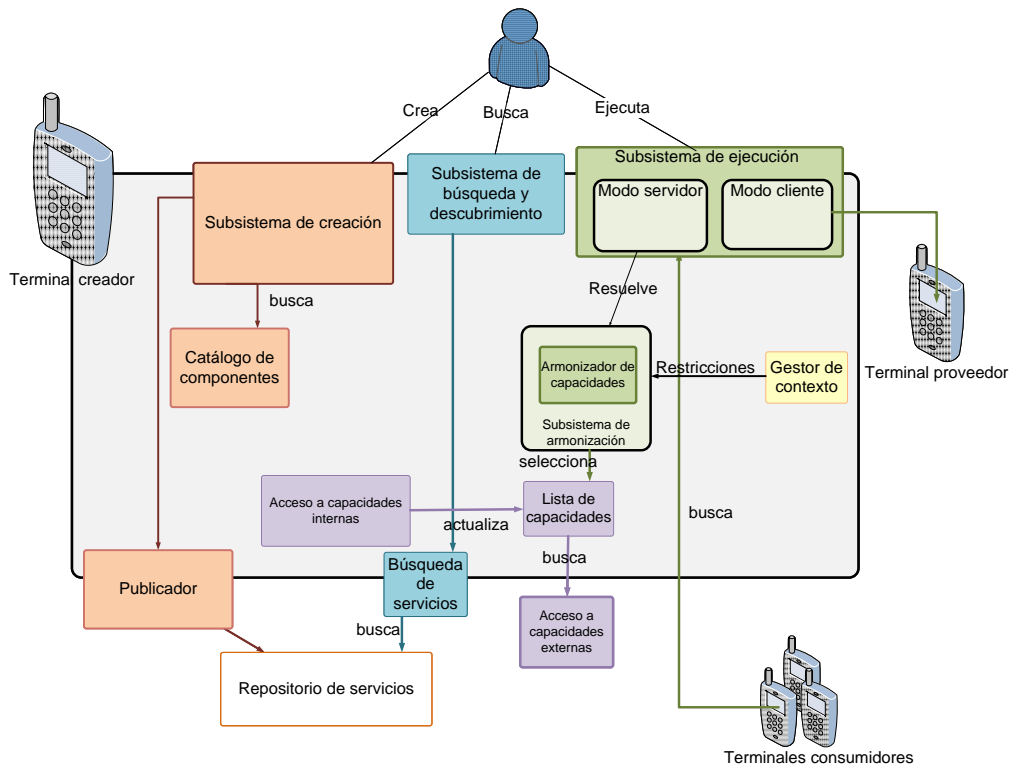 Crea
Busca
Ejecuta
Subsistema de creación
Subsistema de
búsqueda y
descubrimiento
Subsistema de ejecución
Modo servidor
Modo cliente
Terminal creador
busca
Resuelve
Catálogo de
componentes
Armonizador de
capacidades
Subsistema de
armonización
Restricciones
Gestor de
contexto
Terminal proveedor
selecciona
Acceso a capacidades
internas
actualiza
Lista de
capacidades
busca
busca
Publicador
Búsqueda
de
servicios
busca
Acceso a
capacidades
externas
Repositorio de servicios
Terminales consumidores